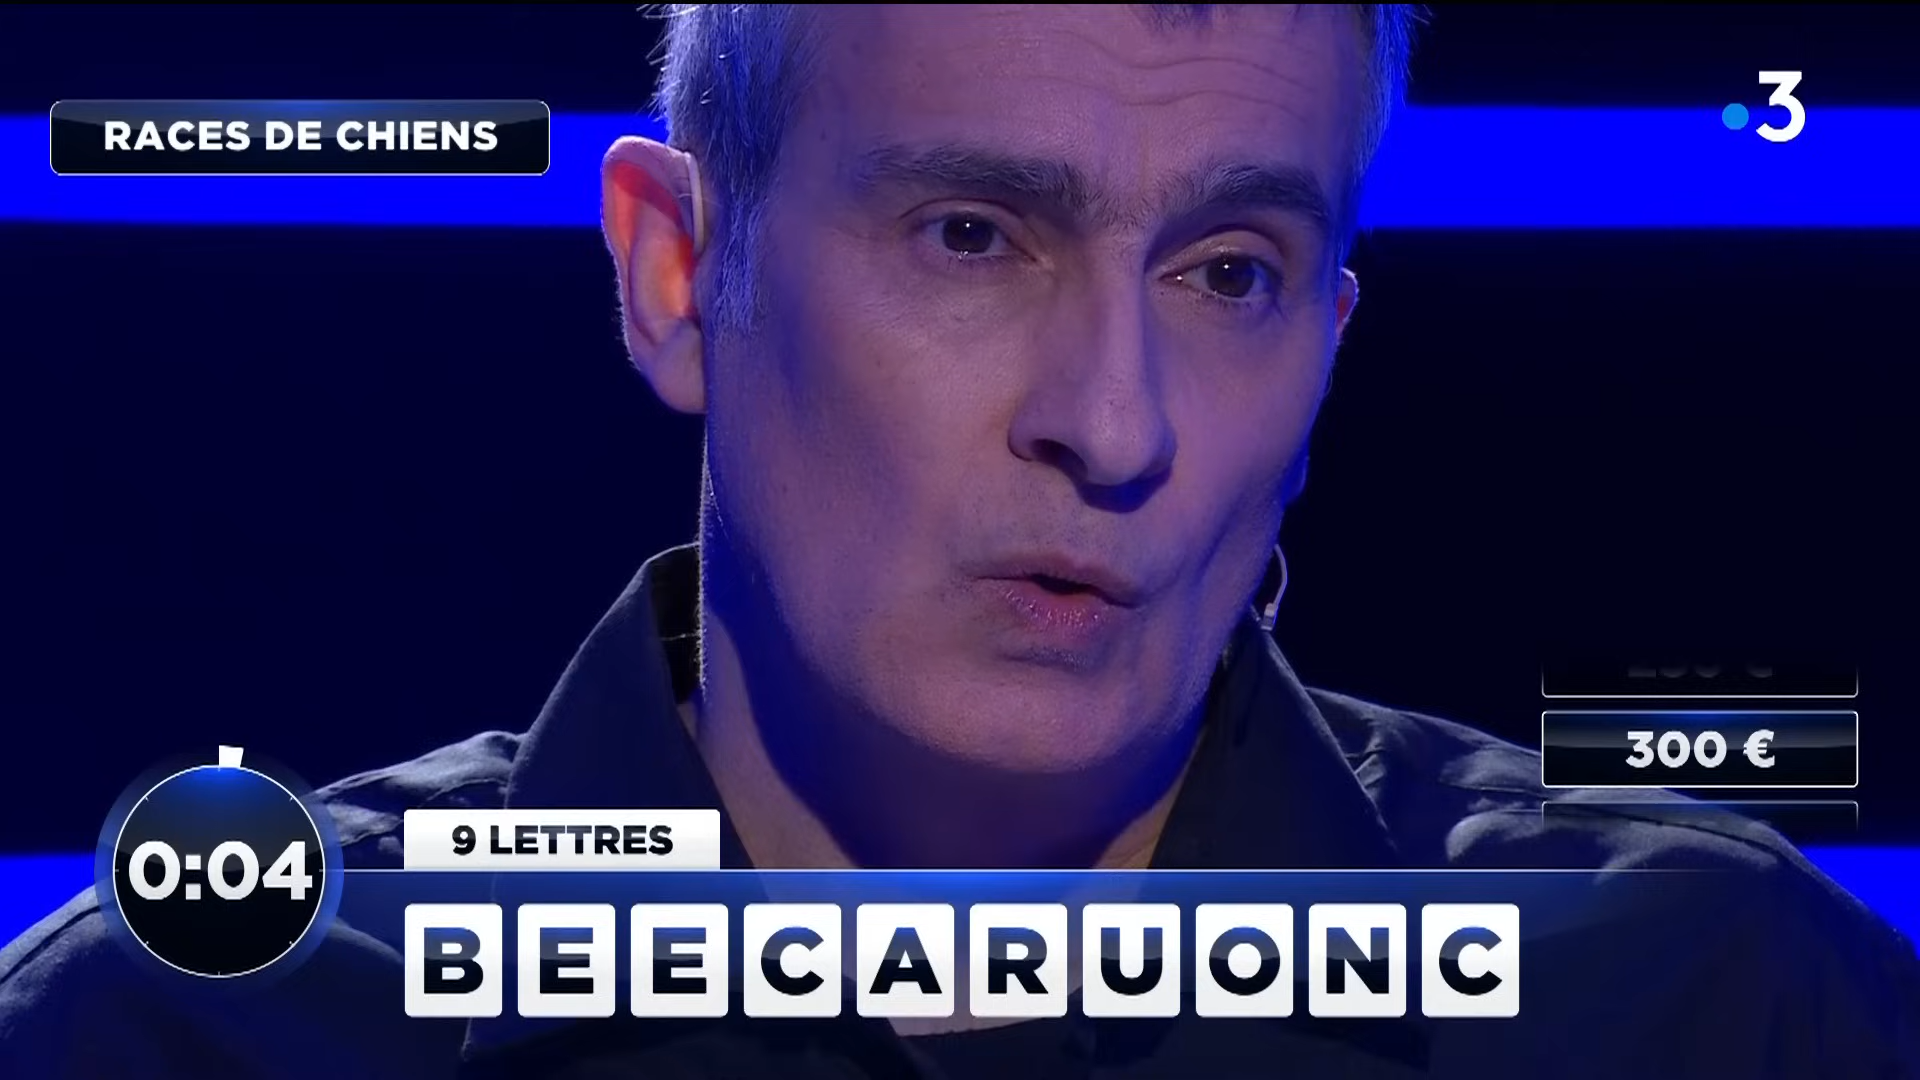 RACES DE CHIENS
3
300 €
0:04
9 LETTRES
BEECARUONC